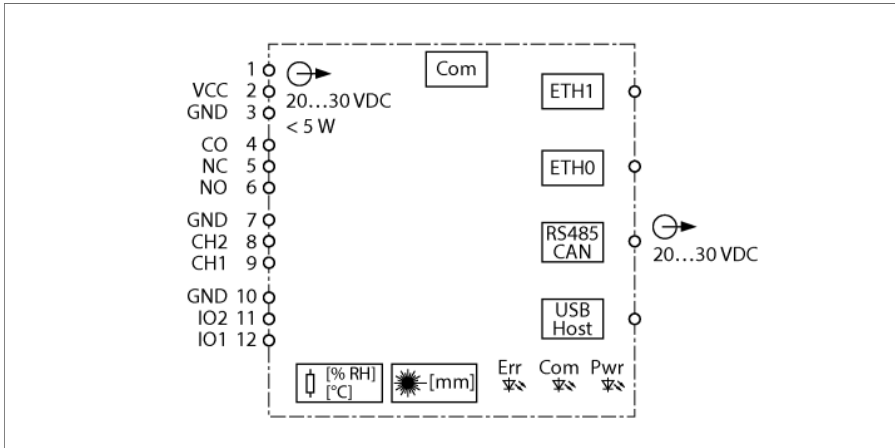 1
VCC 2
GND 3
20...30 VDC
< 5 W
CO 4
NC 5
NO 6
GND 7
CH2 8
CH1 9
GND 10
IO2 11
IO1 12
Com
ETH1
ETH0
RS485
CAN
20...30 VDC
USB
Host
[% RH]
[°C]
[mm]
Err Com Pwr